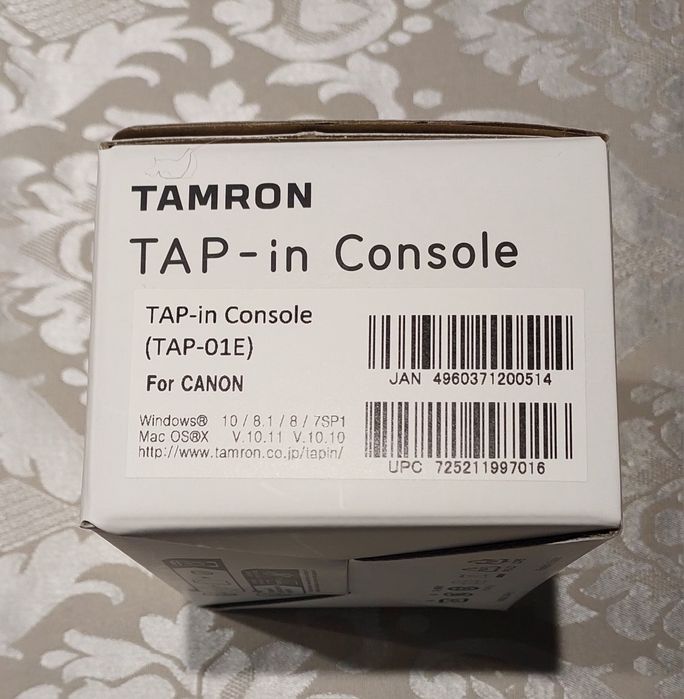 TAMRON
TAP-in Console
TAP-in Console
(TAP-01E)
For CANON
Windows® 10 / 8.1 / 8 / 7SP1
Mac OS®X V.10.11 V.10.10
http://www.tamron.co.jp/tapin/
JAN 4960371200514
UPC 725211997016